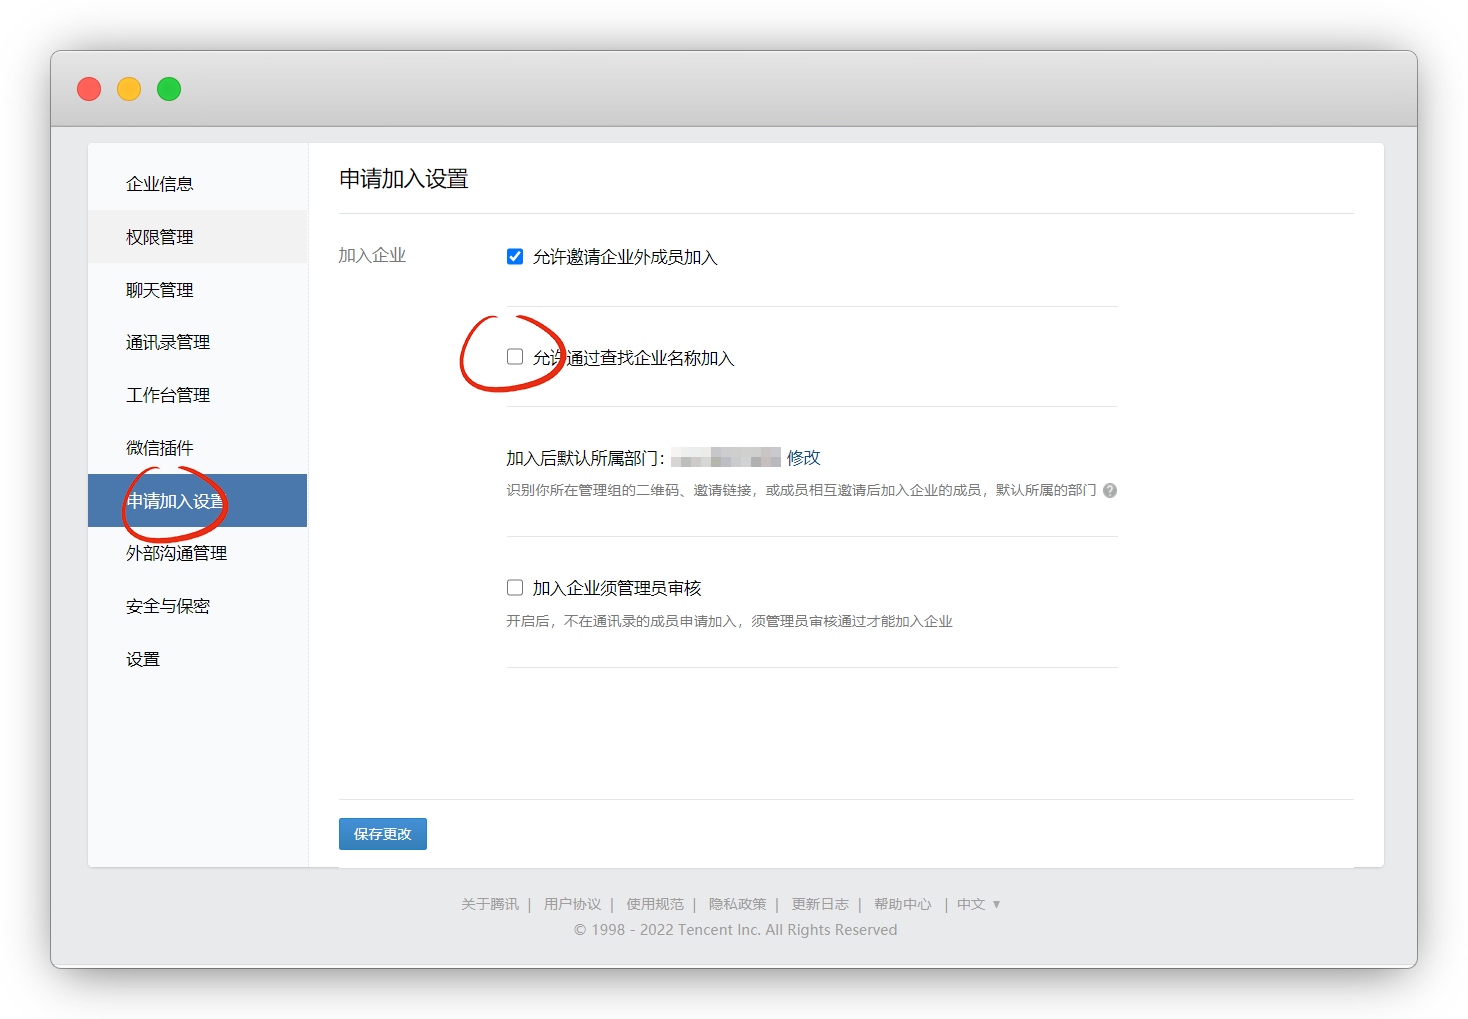 企业信息
权限管理
聊天管理
通讯录管理
工作台管理
微信插件
申请加入设置
外部沟通管理
安全与保密
设置
申请加入设置
加入企业
允许邀请企业外成员加入
允许通过查找企业名称加入
加入后默认所属部门： 修改
识别你所在管理组的二维码、邀请链接，或成员相互邀请后加入企业的成员，默认所属的部门 ?
加入企业须管理员审核
开启后，不在通讯录的成员申请加入，须管理员审核通过才能加入企业
保存更改
关于腾讯 | 用户协议 | 使用规范 | 隐私政策 | 更新日志 | 帮助中心 | 中文 ▼
© 1998 - 2022 Tencent Inc. All Rights Reserved